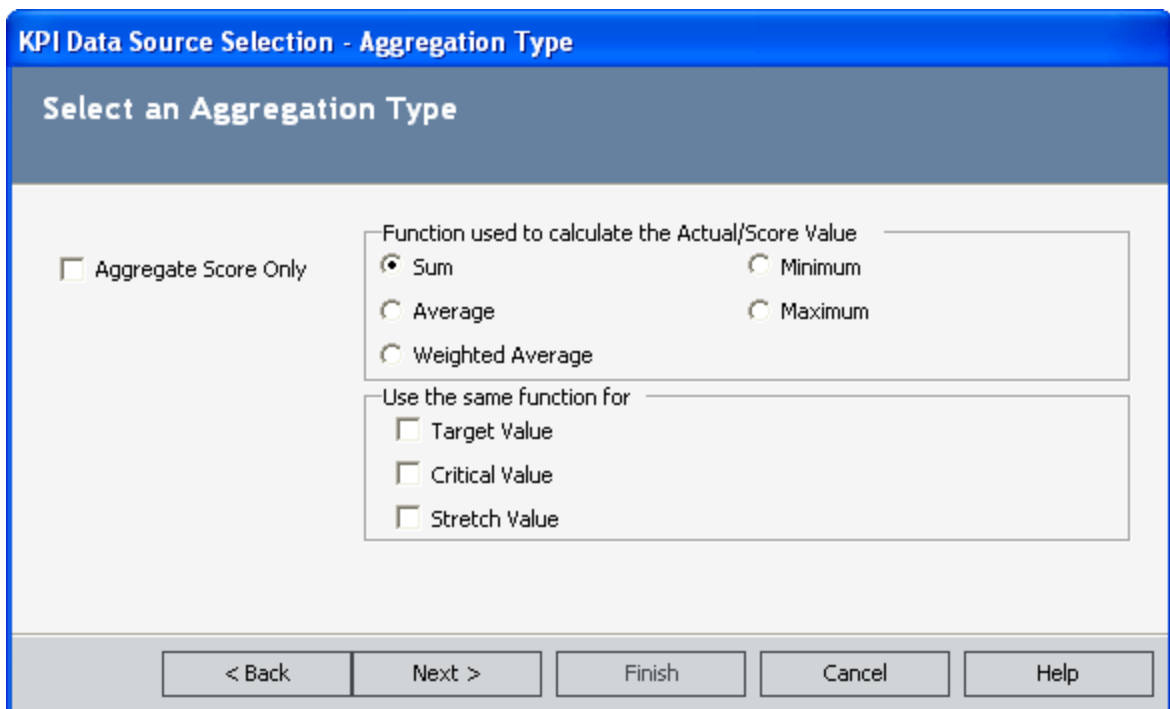 KPI Data Source Selection - Aggregation Type
Select an Aggregation Type
Aggregate Score Only
Function used to calculate the Actual/Score Value
Sum
Minimum
Average
Maximum
Weighted Average
Use the same function for
Target Value
Critical Value
Stretch Value
< Back
Next >
Finish
Cancel
Help